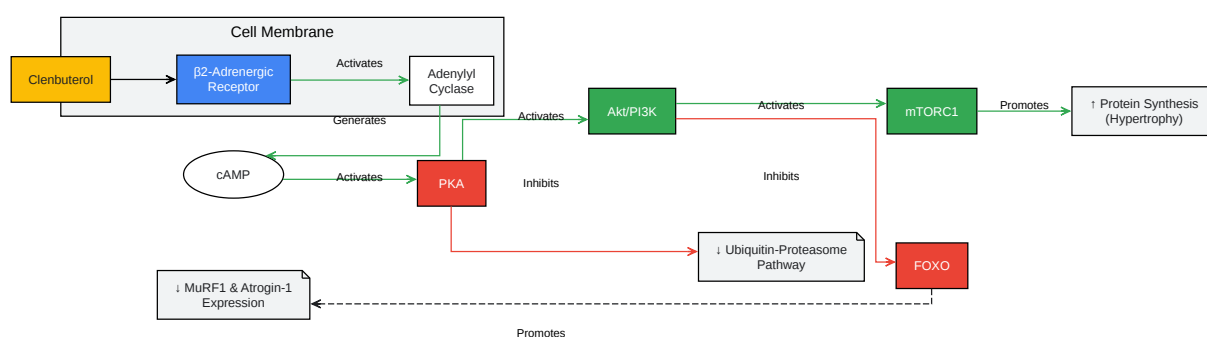 Cell Membrane
Clenbuterol
β2-Adrenergic
Receptor
Activates
Adenylyl
Cyclase
Generates
Activates
Akt/PI3K
Activates
mTORC1
Promotes
↑ Protein Synthesis
(Hypertrophy)
cAMP
Activates
PKA
Inhibits
Inhibits
↓ Ubiquitin-Proteasome
Pathway
FOXO
↓ MuRF1 & Atrogin-1
Expression
Promotes